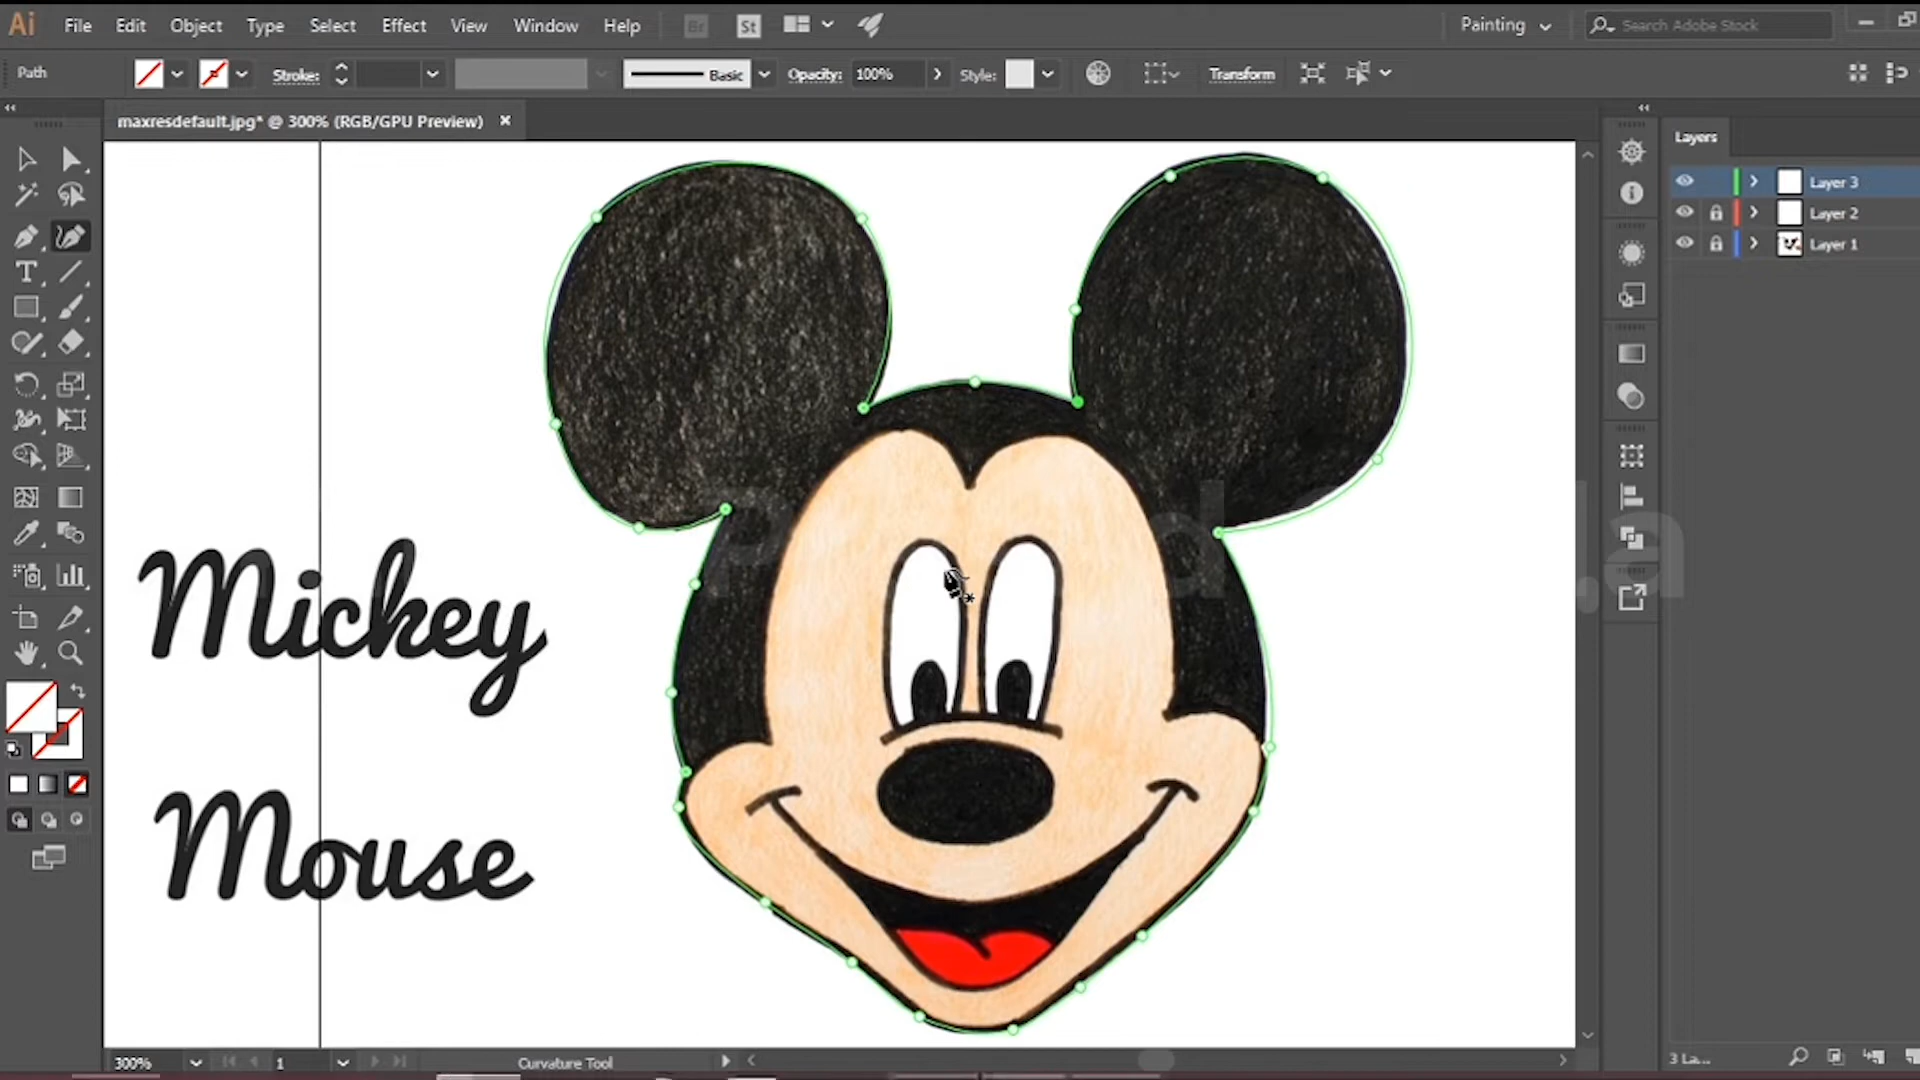 Ai File Edit Object Type Select Effect View Window Help Br St Painting Search Adobe Stock
Path Stroke: Basic Opacity: 100% Style: Transform
maxresdefault.jpg* @ 300% (RGB/GPU Preview)
Layers
Layer 3
Layer 2
Layer 1
Mickey
Mouse
300% 1 Curvature Tool 3 La...